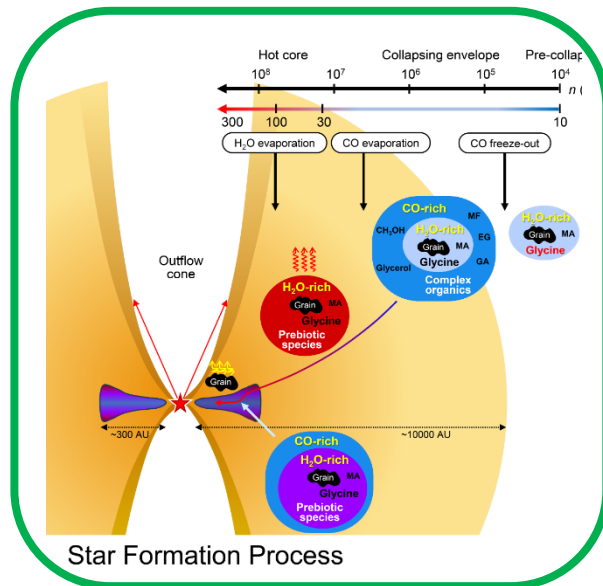 Hot core Collapsing envelope Pre-collap
10⁸ 10⁷ 10⁶ 10⁵ 10⁴
n (
300 100 30 10
H₂O evaporation CO evaporation CO freeze-out
CO-rich
MF
CH₃OH
H₂O-rich
EG
Grain MA
Glycine
Glycerol
GA
Complex
organics
H₂O-rich
Grain MA
Glycine
Outflow
cone
H₂O-rich
Grain MA
Glycine
Prebiotic
species
Grain
~300 AU
~10000 AU
CO-rich
H₂O-rich
Grain MA
Glycine
Prebiotic
species
Star Formation Process